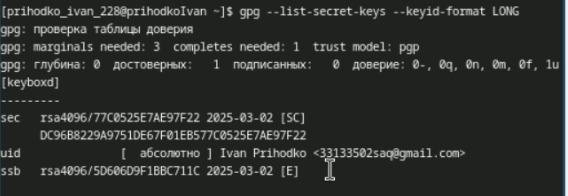 [prihodko_ivan_228@prihodkoIvan ~]$ gpg --list-secret-keys --keyid-format LONG
gpg: проверка таблицы доверия
gpg: marginals needed: 3  completes needed: 1  trust model: pgp
gpg: глубина: 0  достоверных:   1  подписанных:   0  доверие: 0-, 0q, 0n, 0m, 0f, 1u
[keyboxd]
---------
sec   rsa4096/77C0525E7AE97F22 2025-03-02 [SC]
      DC96B8229A9751DE67F01EB577C0525E7AE97F22
uid              [  абсолютно ] Ivan Prihodko <33133502saq@gmail.com>
ssb   rsa4096/5D606D9F1BBC711C 2025-03-02 [E]